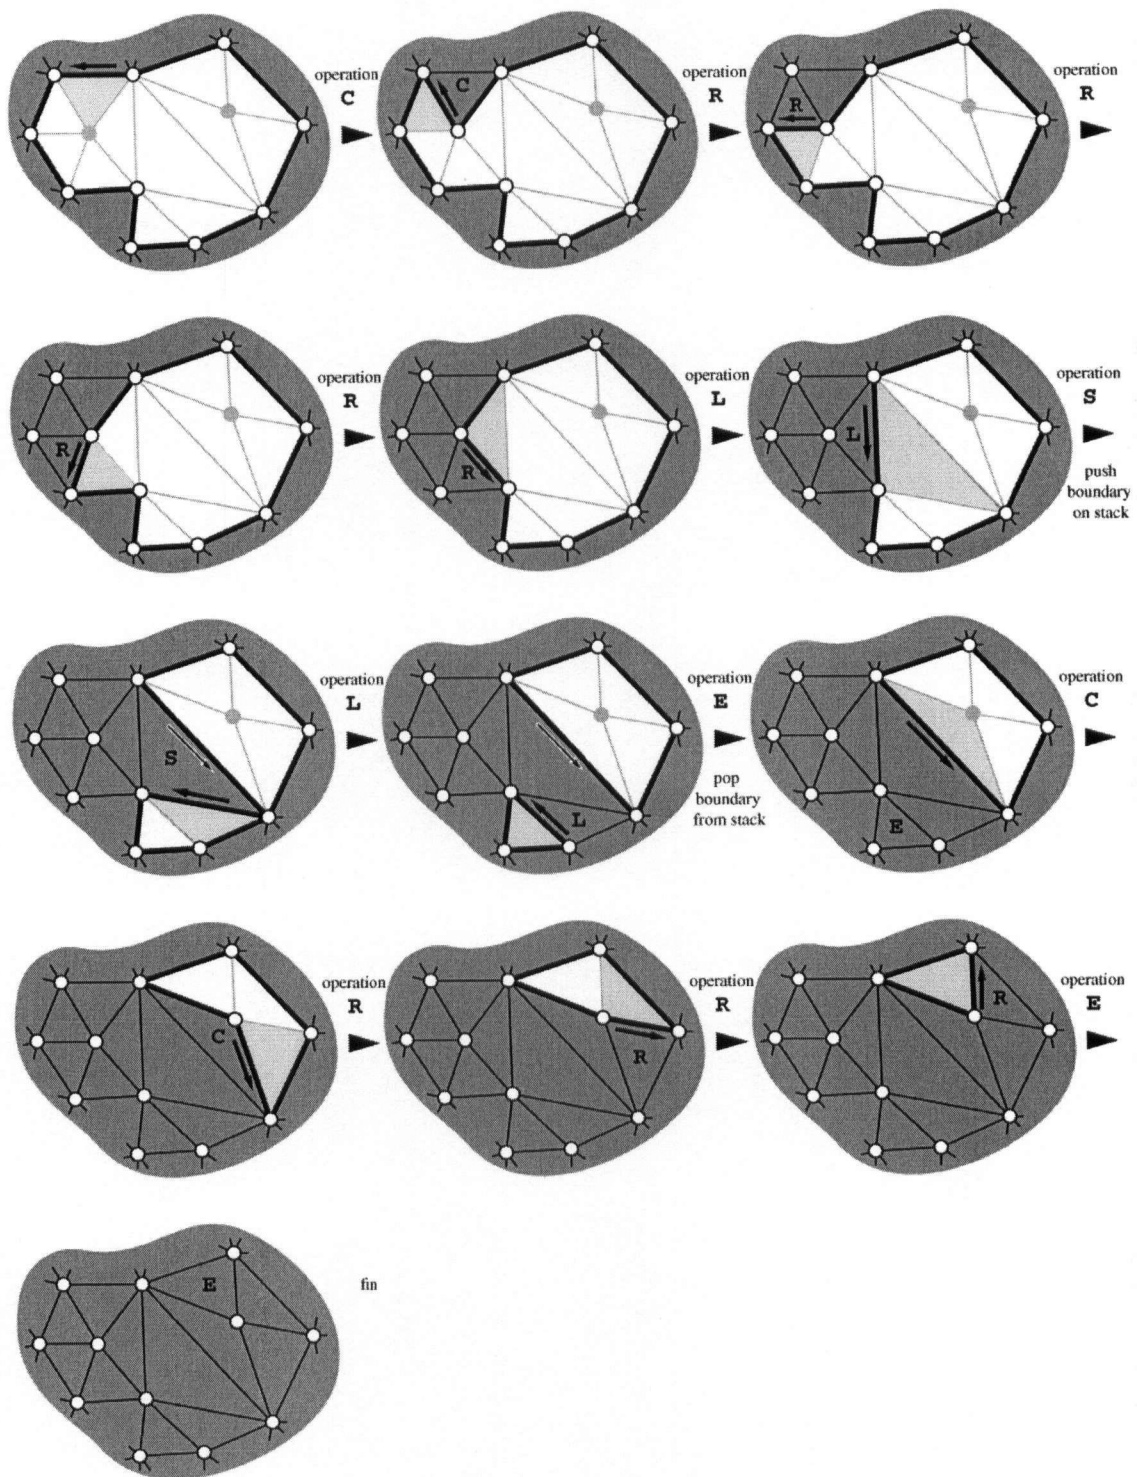 operation
C
C
operation
R
R
operation
R
R
operation
R
R
operation
L
L
operation
S
push
boundary
on stack
S
operation
L
L
operation
E
pop
boundary
from stack
E
operation
C
C
operation
R
R
operation
R
R
operation
E
E
fin